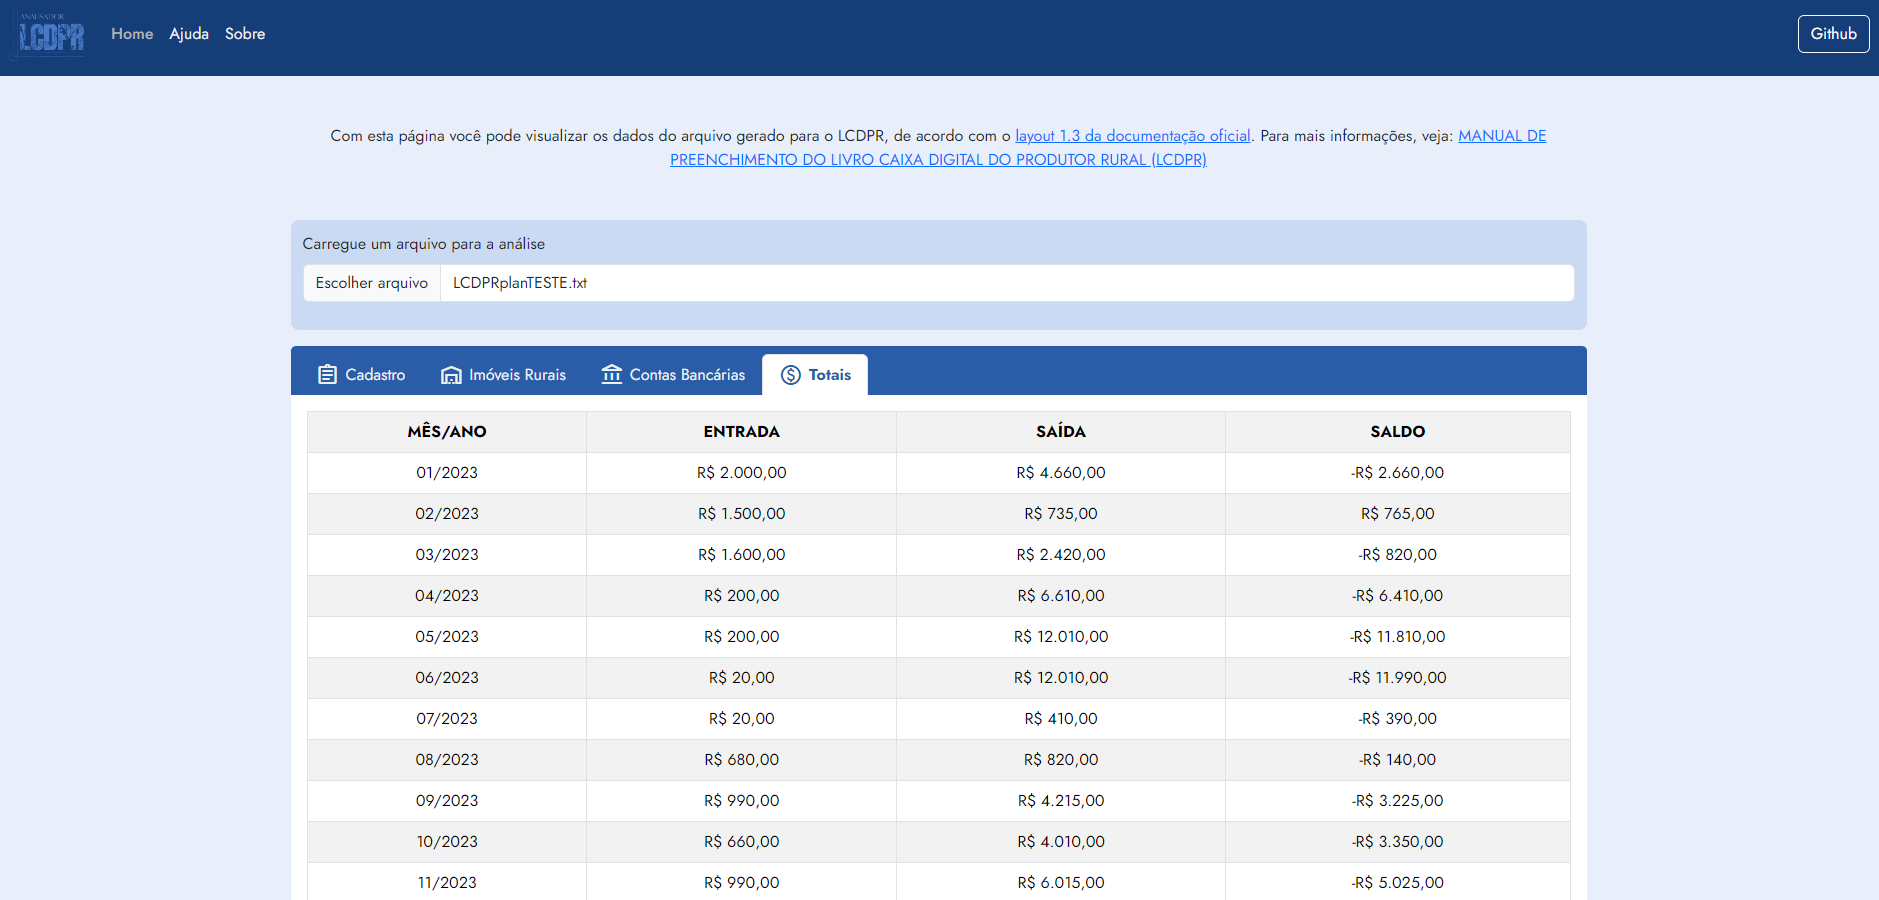 ANALISADOR
LCDPR
Home Ajuda Sobre Github
Com esta página você pode visualizar os dados do arquivo gerado para o LCDPR, de acordo com o layout 1.3 da documentação oficial. Para mais informações, veja: MANUAL DE
PREENCHIMENTO DO LIVRO CAIXA DIGITAL DO PRODUTOR RURAL (LCDPR)
Carregue um arquivo para a análise
Escolher arquivo LCDPRplanTESTE.txt
Cadastro Imóveis Rurais Contas Bancárias Totais
MÊS/ANO ENTRADA SAÍDA SALDO
01/2023 R$ 2.000,00 R$ 4.660,00 -R$ 2.660,00
02/2023 R$ 1.500,00 R$ 735,00 R$ 765,00
03/2023 R$ 1.600,00 R$ 2.420,00 -R$ 820,00
04/2023 R$ 200,00 R$ 6.610,00 -R$ 6.410,00
05/2023 R$ 200,00 R$ 12.010,00 -R$ 11.810,00
06/2023 R$ 20,00 R$ 12.010,00 -R$ 11.990,00
07/2023 R$ 20,00 R$ 410,00 -R$ 390,00
08/2023 R$ 680,00 R$ 820,00 -R$ 140,00
09/2023 R$ 990,00 R$ 4.215,00 -R$ 3.225,00
10/2023 R$ 660,00 R$ 4.010,00 -R$ 3.350,00
11/2023 R$ 990,00 R$ 6.015,00 -R$ 5.025,00